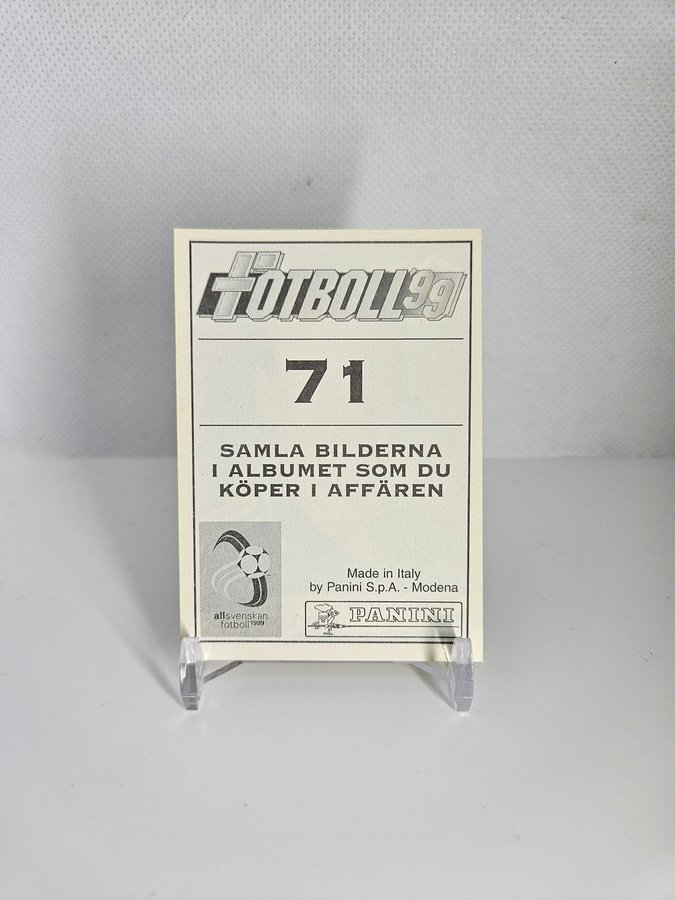 FOTBOLL '99
71
SAMLA BILDERNA
I ALBUMET SOM DU
KÖPER I AFFÄREN
allsvenskan
fotboll 1999
Made in Italy
by Panini S.p.A. - Modena
PANINI